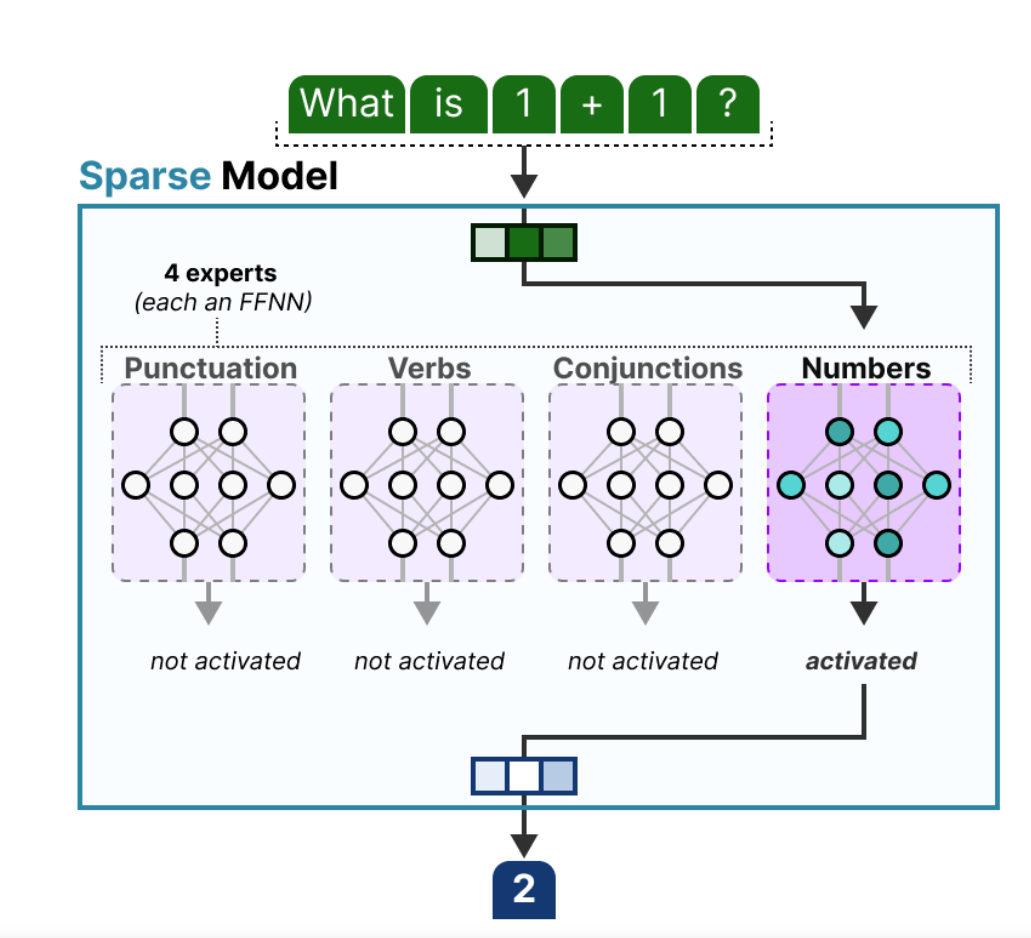 What is 1 + 1 ?
Sparse Model
4 experts
(each an FFNN)
Punctuation Verbs Conjunctions Numbers
not activated not activated not activated activated
2